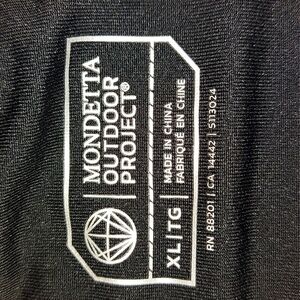 MONDETTA
OUTDOOR
PROJECT®
XL | TG
MADE IN CHINA
FABRIQUÉ EN CHINE
RN 88201 | CA 14442 | 5113024